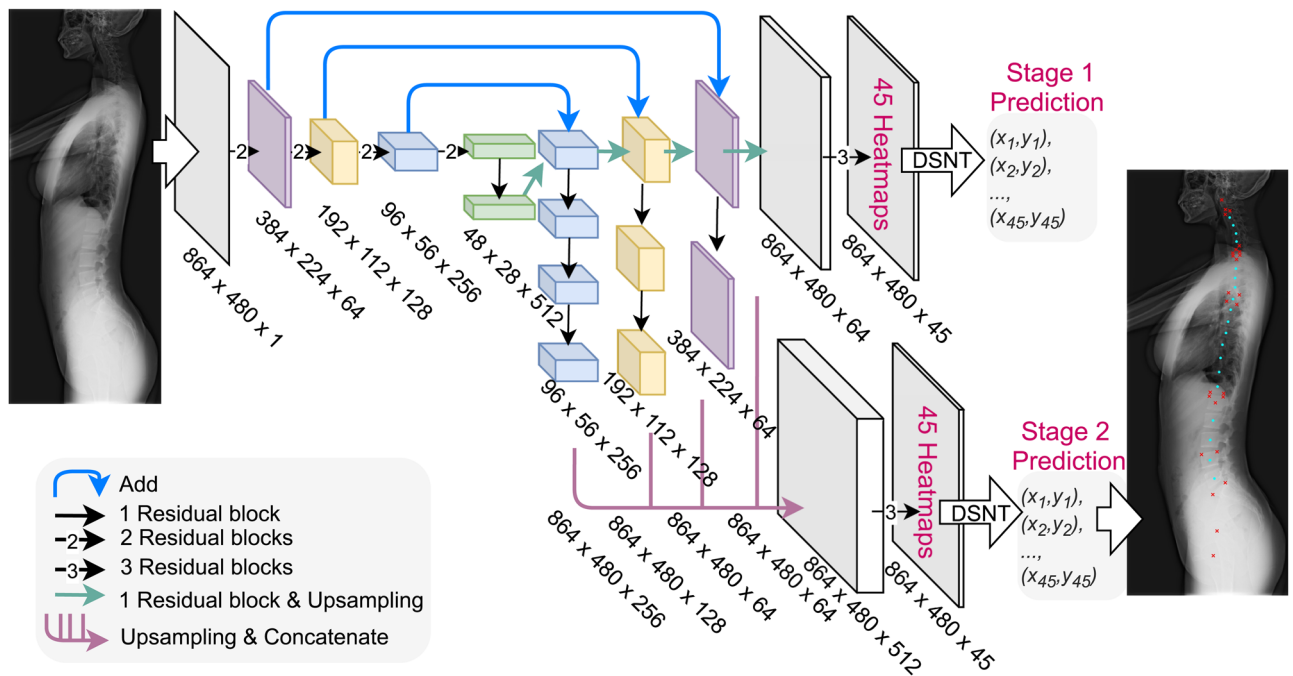 2
2
2
2
3
45 Heatmaps
DSNT
Stage 1
Prediction
(x1,y1),
(x2,y2),
...,
(x45,y45)
864 x 480 x 1
384 x 224 x 64
192 x 112 x 128
96 x 56 x 256
48 x 28 x 512
864 x 480 x 64
864 x 480 x 45
96 x 56 x 256
192 x 112 x 128
384 x 224 x 64
3
45 Heatmaps
DSNT
Stage 2
Prediction
(x1,y1),
(x2,y2),
...,
(x45,y45)
864 x 480 x 256
864 x 480 x 128
864 x 480 x 64
864 x 480 x 64
864 x 480 x 512
864 x 480 x 45
Add
1 Residual block
2 2 Residual blocks
3 3 Residual blocks
1 Residual block & Upsampling
Upsampling & Concatenate